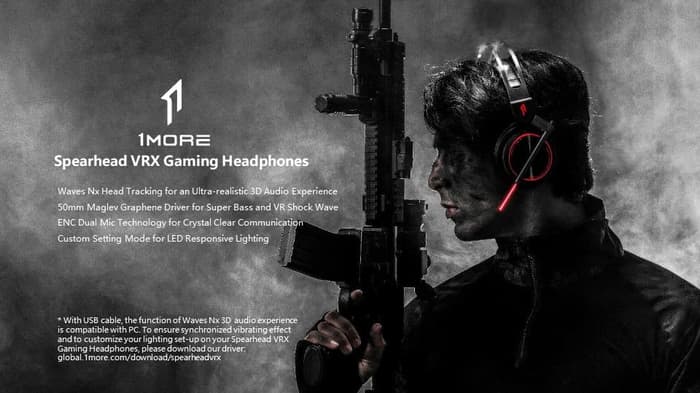 1MORE
Spearhead VRX Gaming Headphones
Waves Nx Head Tracking for an Ultra-realistic 3D Audio Experience
50mm Maglev Graphene Driver for Super Bass and VR Shock Wave
ENC Dual Mic Technology for Crystal Clear Communication
Custom Setting Mode for LED Responsive Lighting
* With USB cable, the function of Waves Nx 3D audio experience
is compatible with PC. To ensure synchronized vibrating effect
and to customize your lighting set-up on your Spearhead VRX
Gaming Headphones, please download our driver:
global.1more.com/download/spearheadvrx